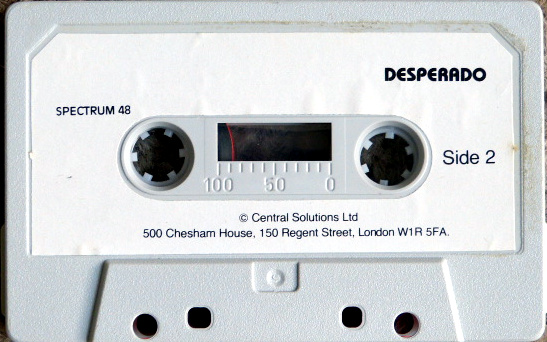 DESPERADO
SPECTRUM 48
Side 2
100 50 0
© Central Solutions Ltd
500 Chesham House, 150 Regent Street, London W1R 5FA.